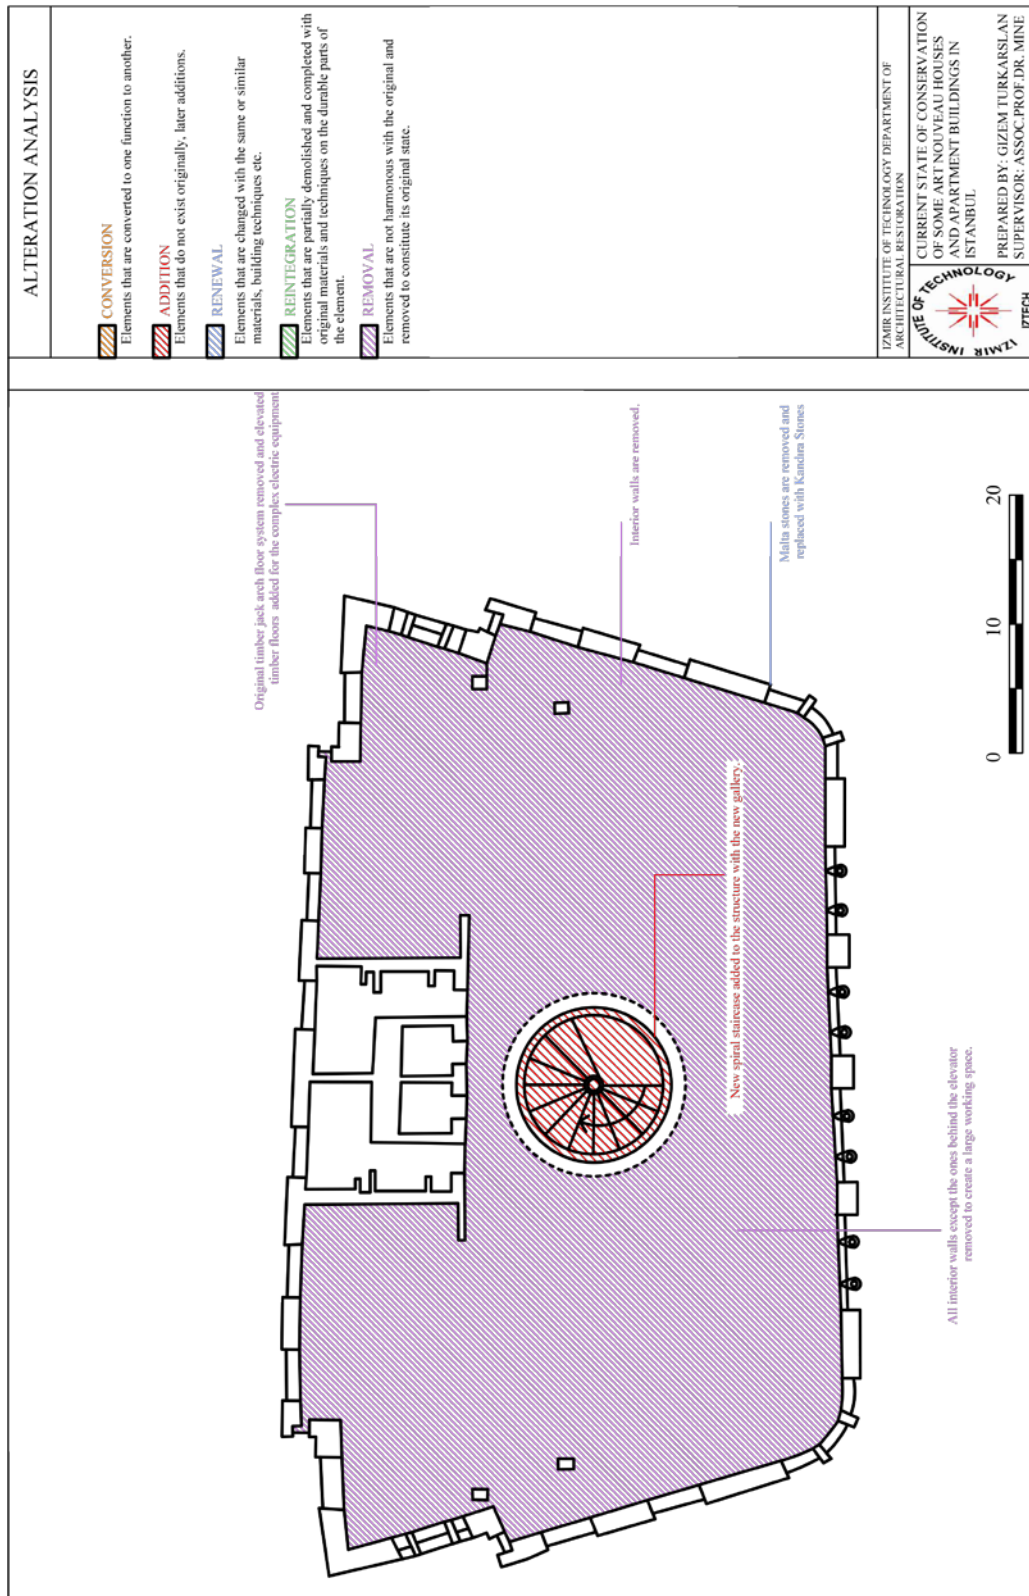 ALTERATION ANALYSIS
CONVERSION
Elements that are converted to one function to another.
ADDITION
Elements that do not exist originally, later additions.
RENEWAL
Elements that are changed with the same or similar
materials, building techniques etc.
REINTEGRATION
Elements that are partially demolished and completed with
original materials and techniques on the durable parts of
the element.
REMOVAL
Elements that are not harmonous with the original and
removed to constitute its original state.
IZMIR INSTITUTE OF TECHNOLOGY DEPARTMENT OF
ARCHITECTURAL RESTORATION
IZMIR INSTITUTE OF TECHNOLOGY
IZTECH
CURRENT STATE OF CONSERVATION
OF SOME ART NOUVEAU HOUSES
AND APARTMENT BUILDINGS IN
ISTANBUL
PREPARED BY: GIZEM TURKARSLAN
SUPERVISOR: ASSOC.PROF.DR. MINE
Original timber jack arch floor system removed and elevated
timber floors added for the complex electric equipment
Interior walls are removed.
Malta stones are removed and
replaced with Kandıra Stones
New spiral staircase added to the structure with the new gallery.
All interior walls except the ones behind the elevator
removed to create a large working space.
0 10 20